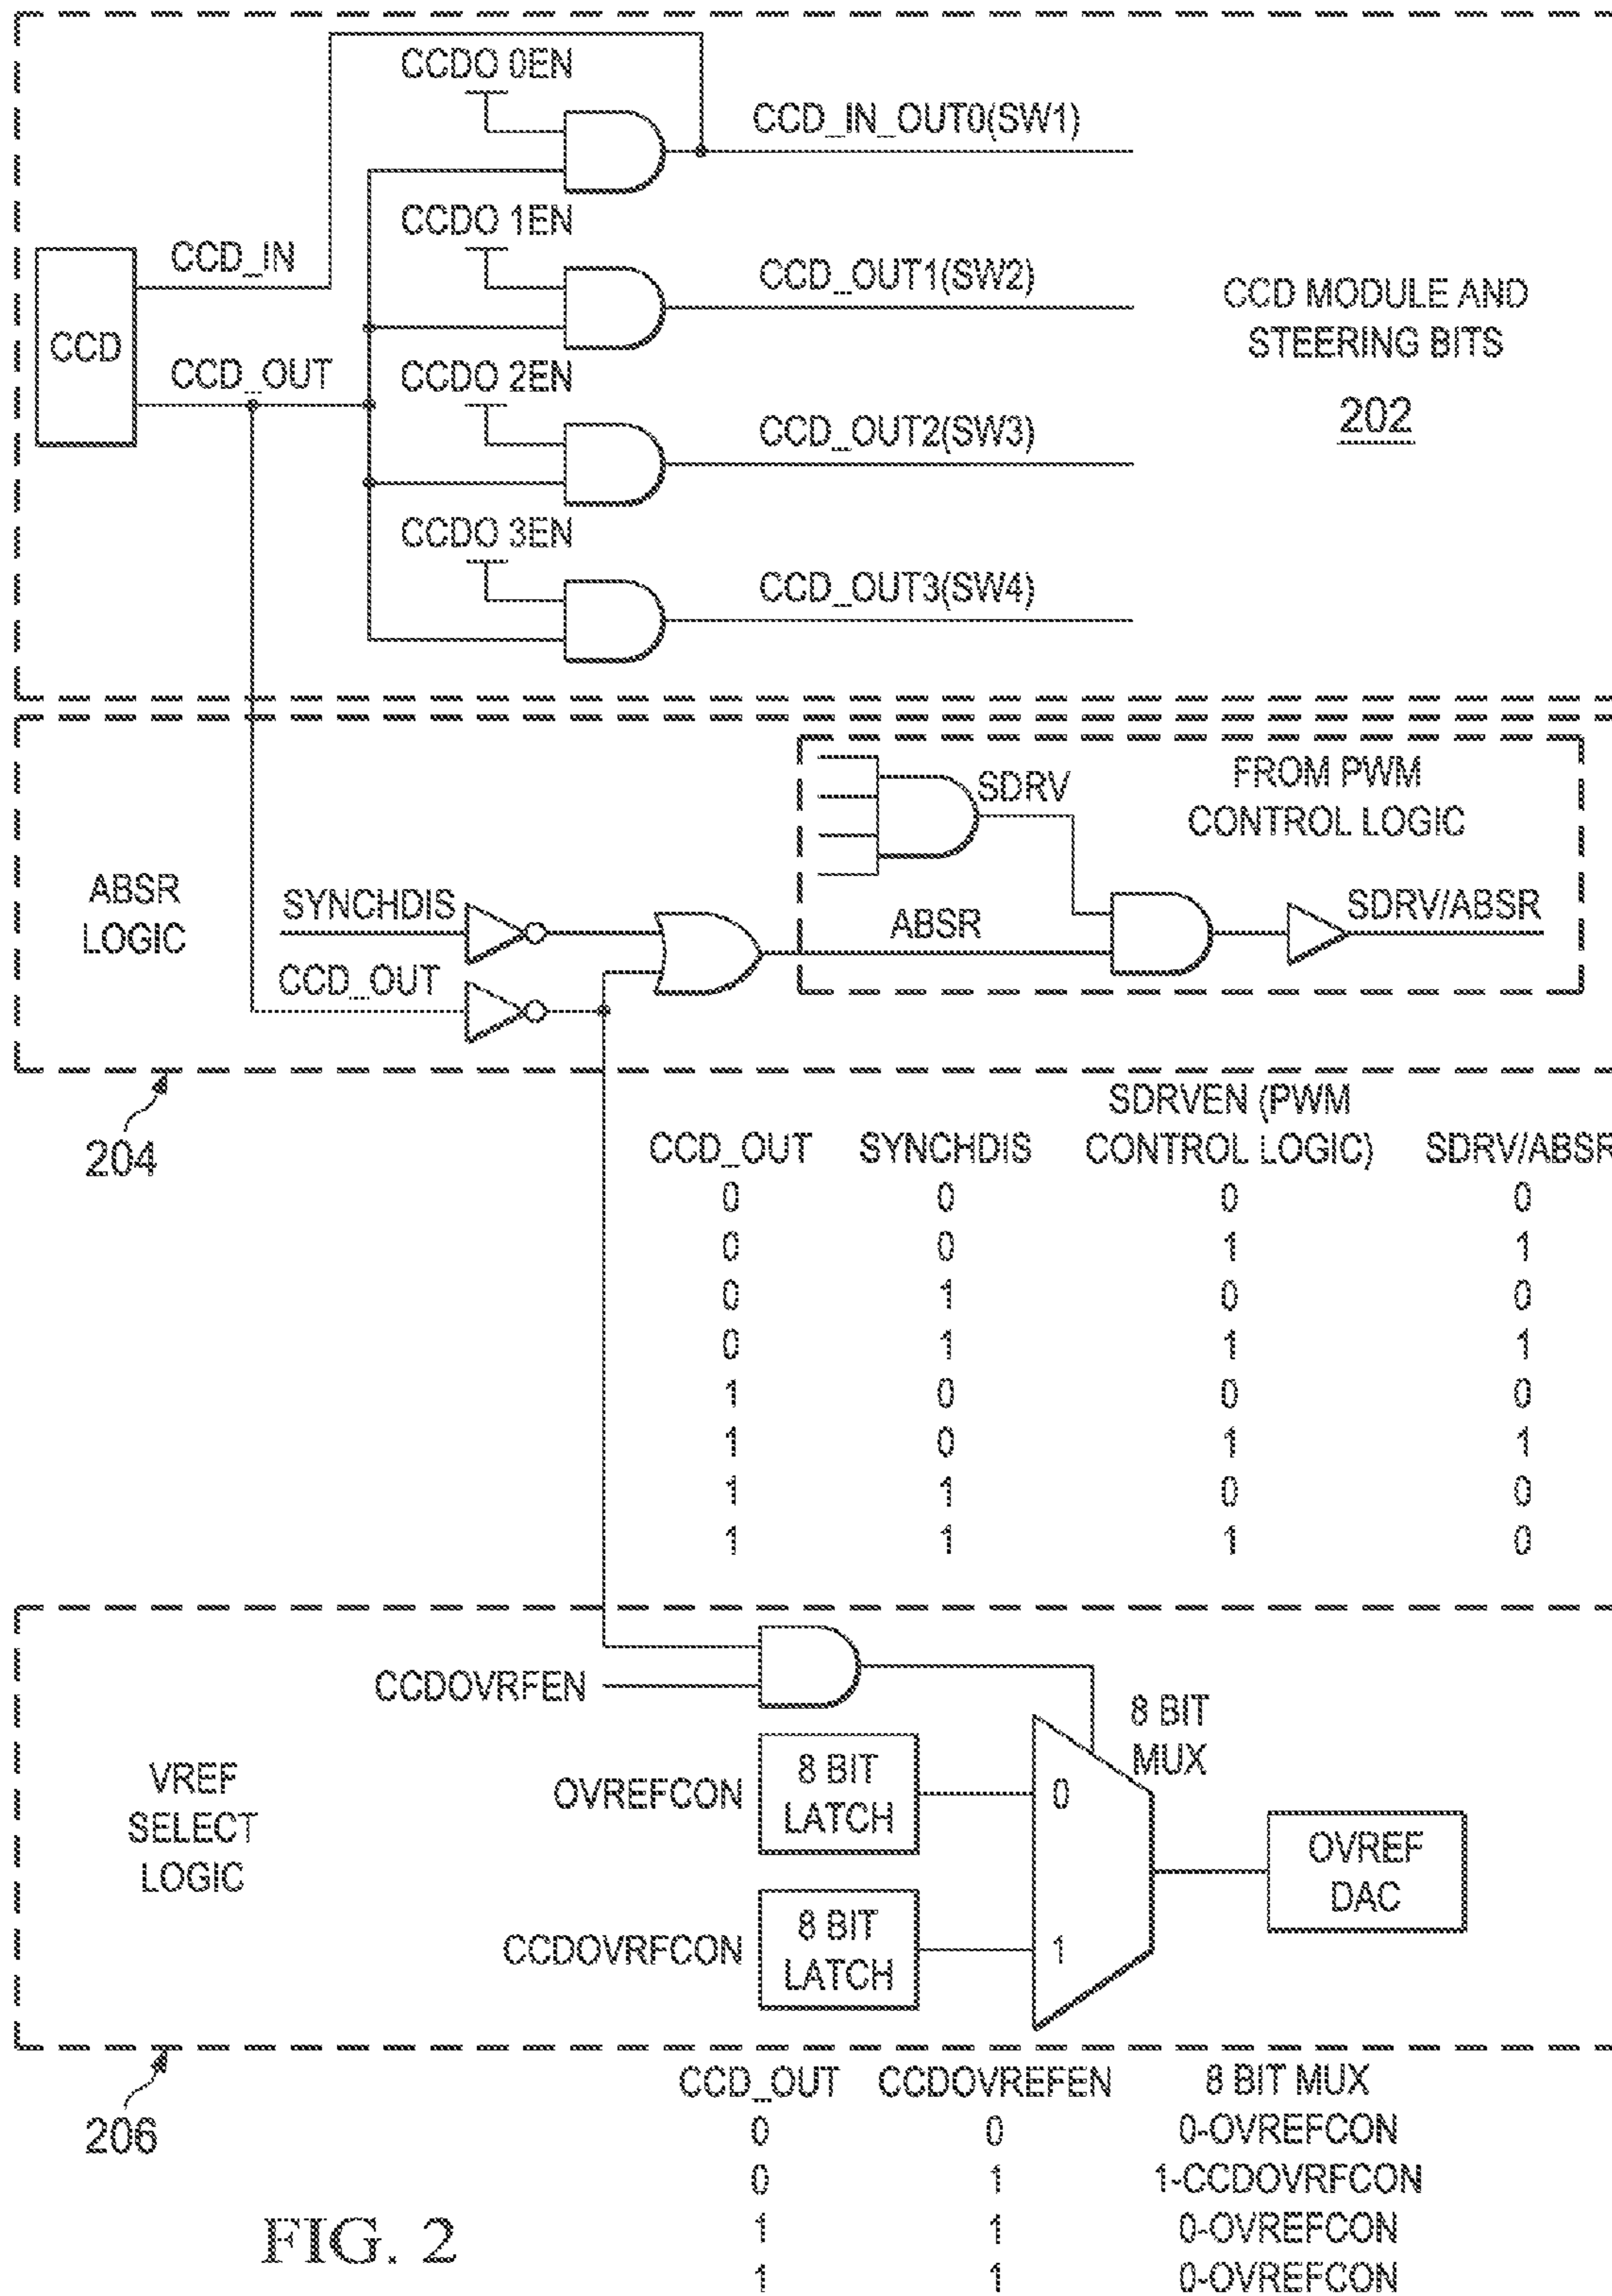 CCDO 0EN
CCD_IN_OUT0(SW1)
CCDO 1EN
CCD_IN
CCD_OUT1(SW2)
CCD MODULE AND
STEERING BITS
202
CCD
CCD_OUT
CCDO 2EN
CCD_OUT2(SW3)
CCDO 3EN
CCD_OUT3(SW4)
FROM PWM
CONTROL LOGIC
SDRV
ABSR
LOGIC
SYNCHDIS
ABSR
SDRV/ABSR
CCD_OUT
204
SDRVEN (PWM
CCD_OUT SYNCHDIS CONTROL LOGIC) SDRV/ABSR
0 0 0 0
0 0 1 1
0 1 0 0
0 1 1 1
1 0 0 0
1 0 1 1
1 1 0 0
1 1 1 0
CCDOVRFEN
8 BIT
MUX
VREF
SELECT
LOGIC
OVREFCON
8 BIT
LATCH
0
OVREF
DAC
CCDOVRFCON
8 BIT
LATCH
1
206
CCD_OUT CCDOVREFEN 8 BIT MUX
0 0 0-OVREFCON
0 1 1-CCDOVRFCON
1 1 0-OVREFCON
1 1 0-OVREFCON
FIG. 2